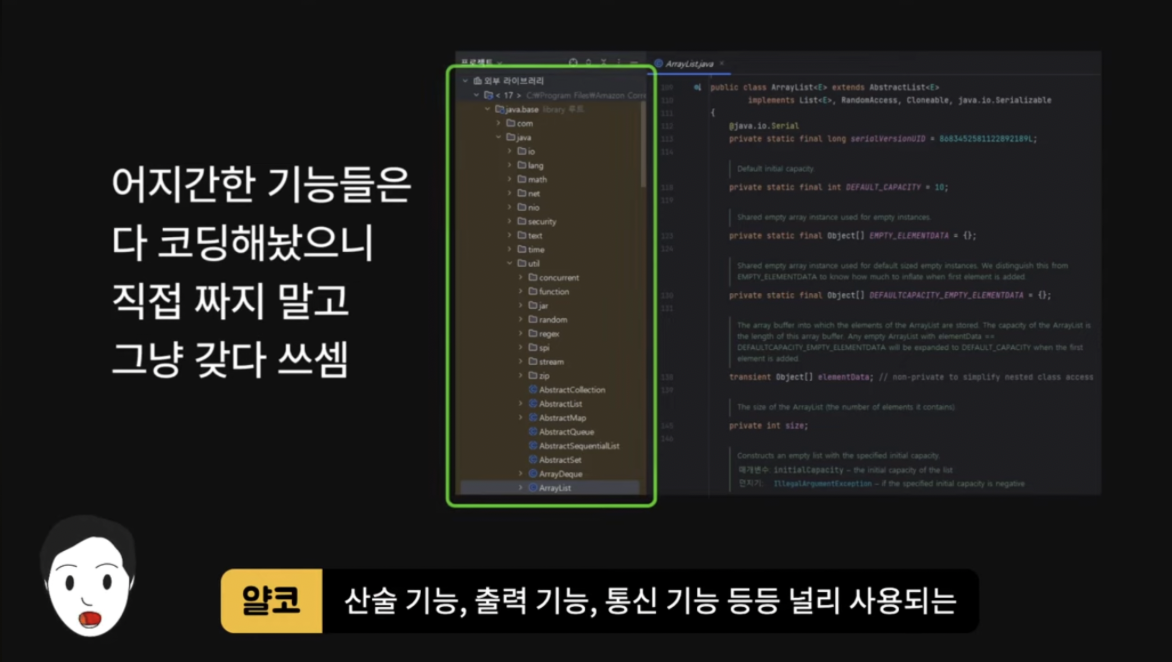 어지간한 기능들은
다 코딩해놨으니
직접 짜지 말고
그냥 갖다 쓰셈
프로젝트
외부 라이브러리
< 17 > C:\Program Files\Amazon
java.base library 루트
com
java
io
lang
math
net
nio
security
text
time
util
concurrent
function
jar
random
regex
spi
stream
zip
AbstractCollection
AbstractList
AbstractMap
AbstractQueue
AbstractSequentialList
AbstractSet
ArrayDeque
ArrayList
ArrayList.java
public class ArrayList<E> extends AbstractList<E>
implements List<E>, RandomAccess, Cloneable, java.io.Serializable
{
@java.io.Serial
private static final long serialVersionUID = 8683452581122892189L;
Default initial capacity.
private static final int DEFAULT_CAPACITY = 10;
Shared empty array instance used for empty instances.
private static final Object[] EMPTY_ELEMENTDATA = {};
Shared empty array instance used for default sized empty instances. We distinguish this from
EMPTY_ELEMENTDATA to know how much to inflate when first element is added.
private static final Object[] DEFAULTCAPACITY_EMPTY_ELEMENTDATA = {};
The array buffer into which the elements of the ArrayList are stored. The capacity of the ArrayList is
the length of this array buffer. Any empty ArrayList with elementData ==
DEFAULTCAPACITY_EMPTY_ELEMENTDATA will be expanded to DEFAULT_CAPACITY when the first
element is added.
transient Object[] elementData; // non-private to simplify nested class access
The size of the ArrayList (the number of elements it contains).
private int size;
Constructs an empty list with the specified initial capacity.
매개변수: initialCapacity – the initial capacity of the list
던지기: IllegalArgumentException – if the specified initial capacity is negative
얄코 산술 기능, 출력 기능, 통신 기능 등등 널리 사용되는